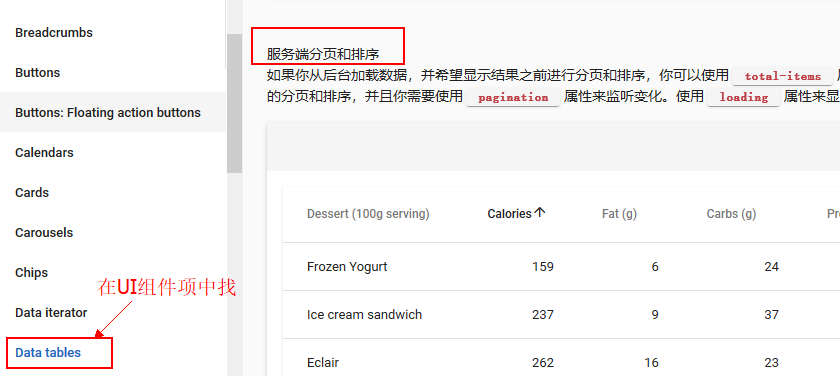 Breadcrumbs
Buttons
Buttons: Floating action buttons
Calendars
Cards
Carousels
Chips
在UI组件项中找
Data iterator
Data tables
服务端分页和排序
如果你从后台加载数据，并希望显示结果之前进行分页和排序，你可以使用 total-items
的分页和排序，并且你需要使用 pagination 属性来监听变化。使用 loading 属性来显
Dessert (100g serving) Calories↑ Fat (g) Carbs (g) Pr
Frozen Yogurt 159 6 24
Ice cream sandwich 237 9 37
Eclair 262 16 23